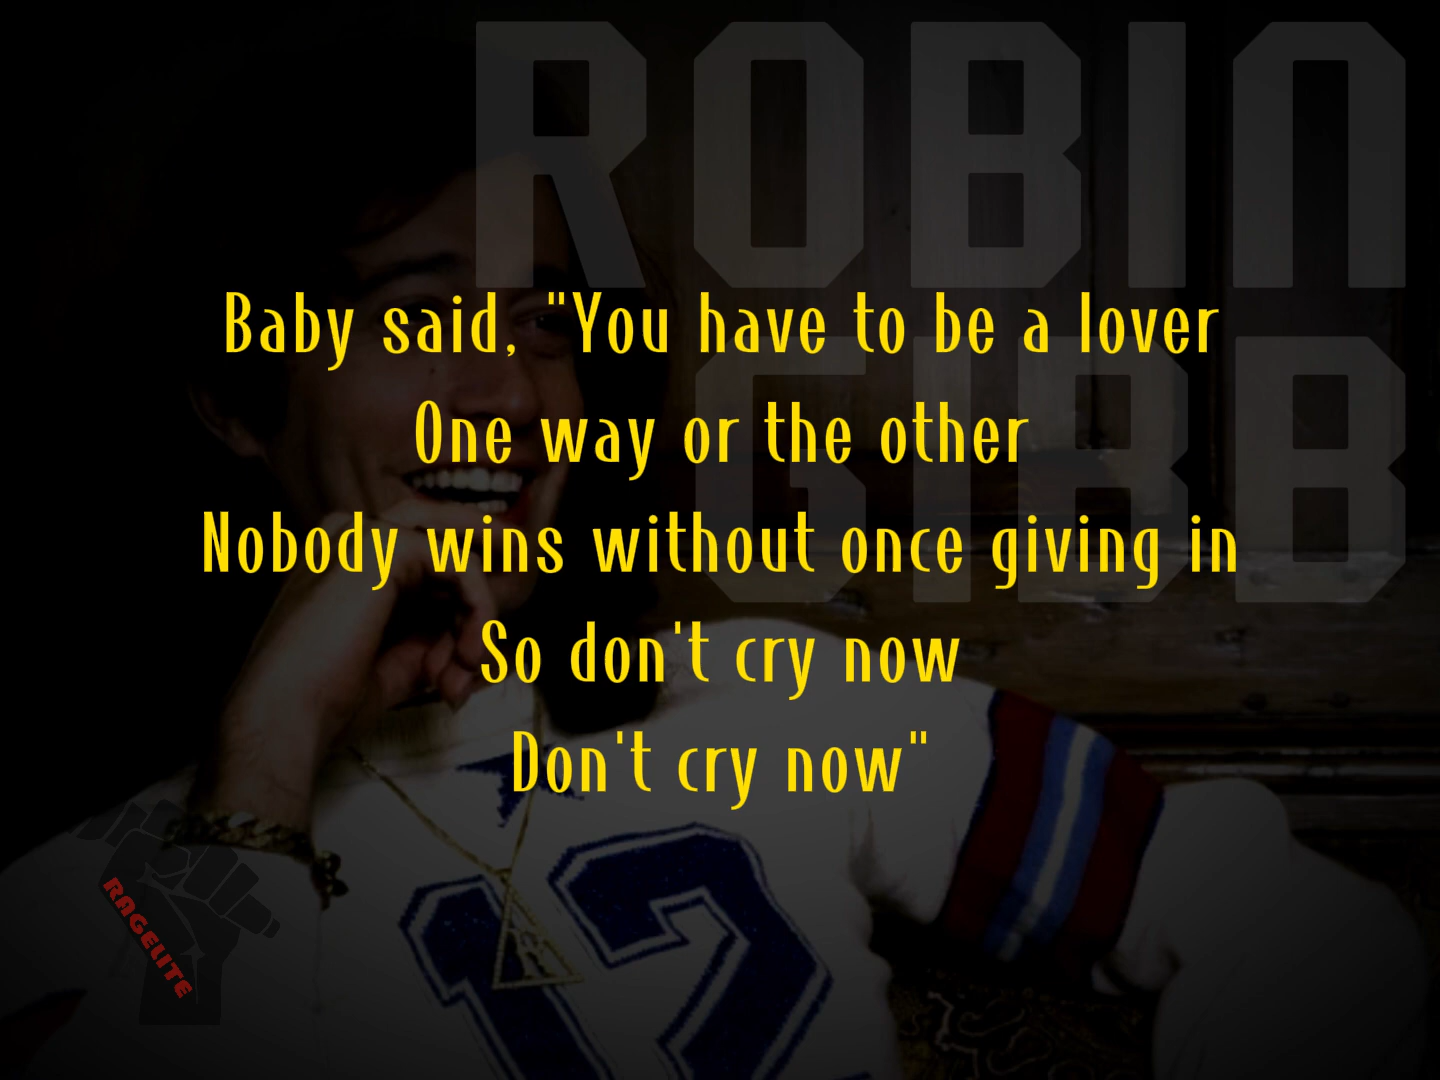 ROBIN
GIBB
Baby said, "You have to be a lover
One way or the other
Nobody wins without once giving in
So don't cry now
Don't cry now"
12
RAGELITE